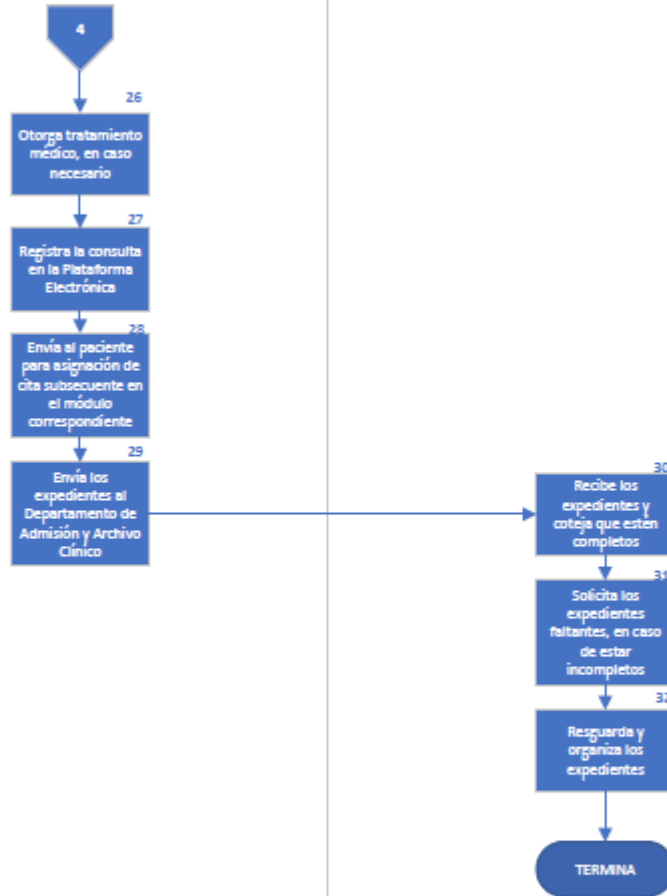 4
26
Otorga tratamiento
médico, en caso
necesario
27
Registra la consulta
en la Plataforma
Electrónica
28
Envía al paciente
para asignación de
cita subsecuente en
el módulo
correspondiente
29
Envía los
expedientes al
Departamento de
Admisión y Archivo
Clínico
30
Recibe los
expedientes y
coteja que estén
completos
31
Solicita los
expedientes
faltantes, en caso
de estar
incompletos
32
Resguarda y
organiza los
expedientes
TERMINA